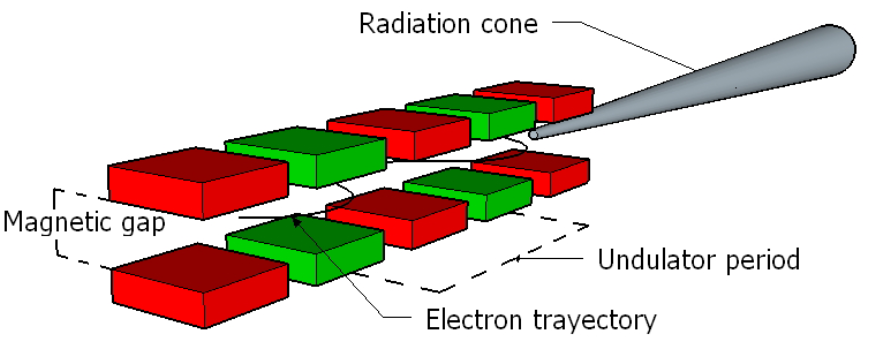 Radiation cone
Magnetic gap
Undulator period
Electron trayectory